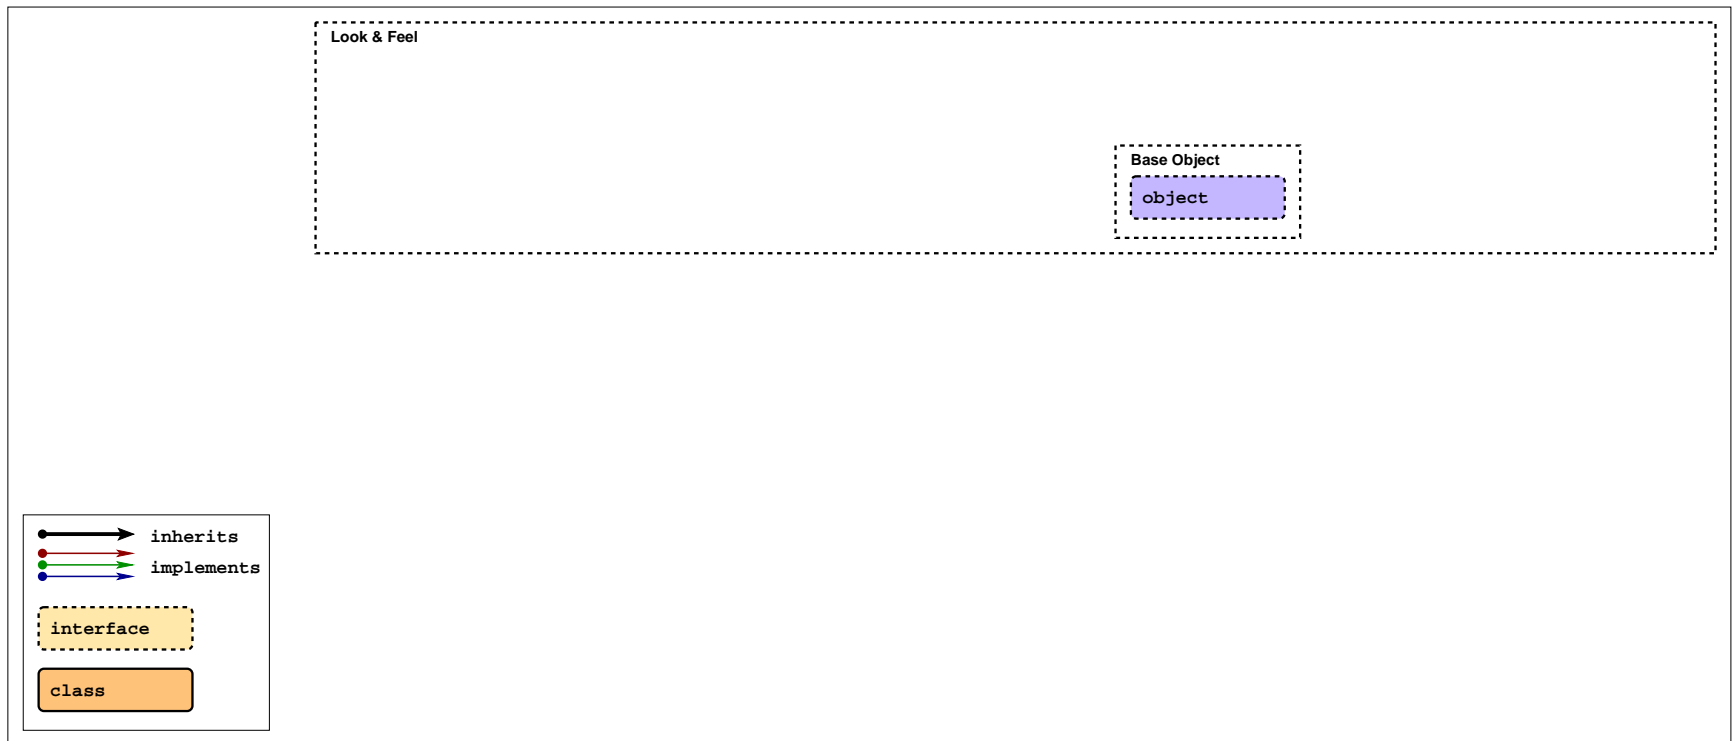 Look & Feel
Base Object
object
inherits
implements
interface
class